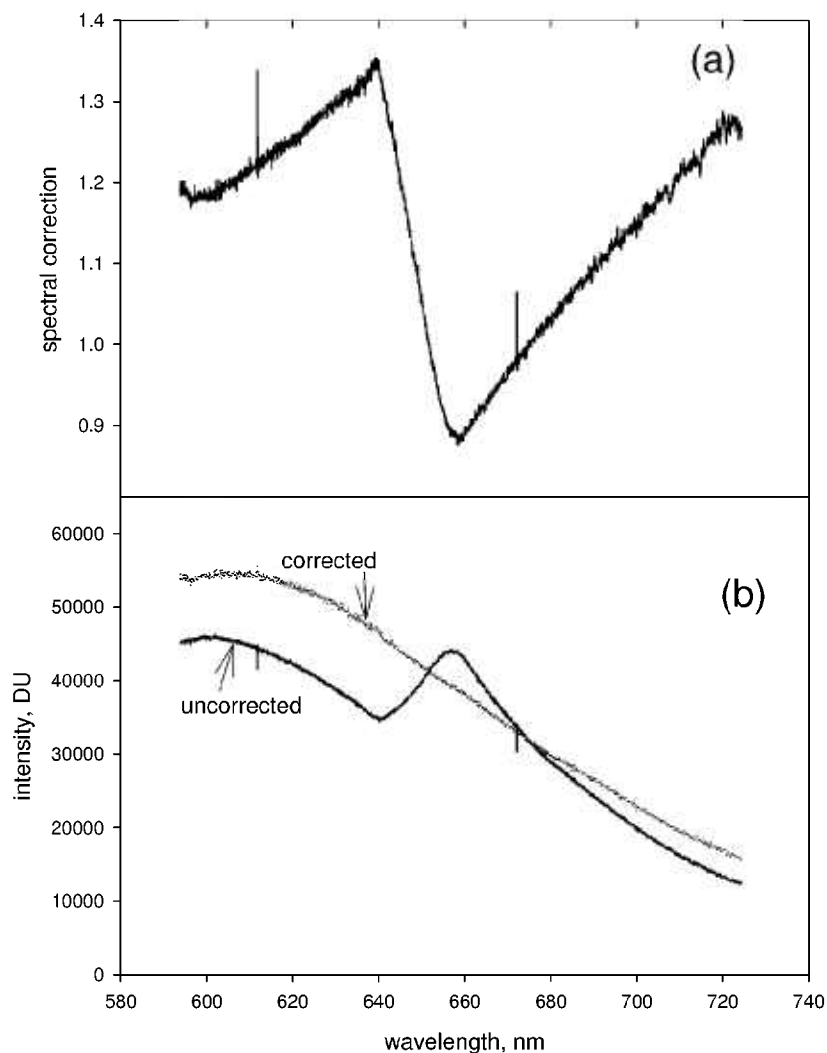 (a)
1.4
1.3
1.2
1.1
1.0
0.9
spectral correction
(b)
60000
50000
40000
30000
20000
10000
0
intensity, DU
corrected
uncorrected
580 600 620 640 660 680 700 720 740
wavelength, nm